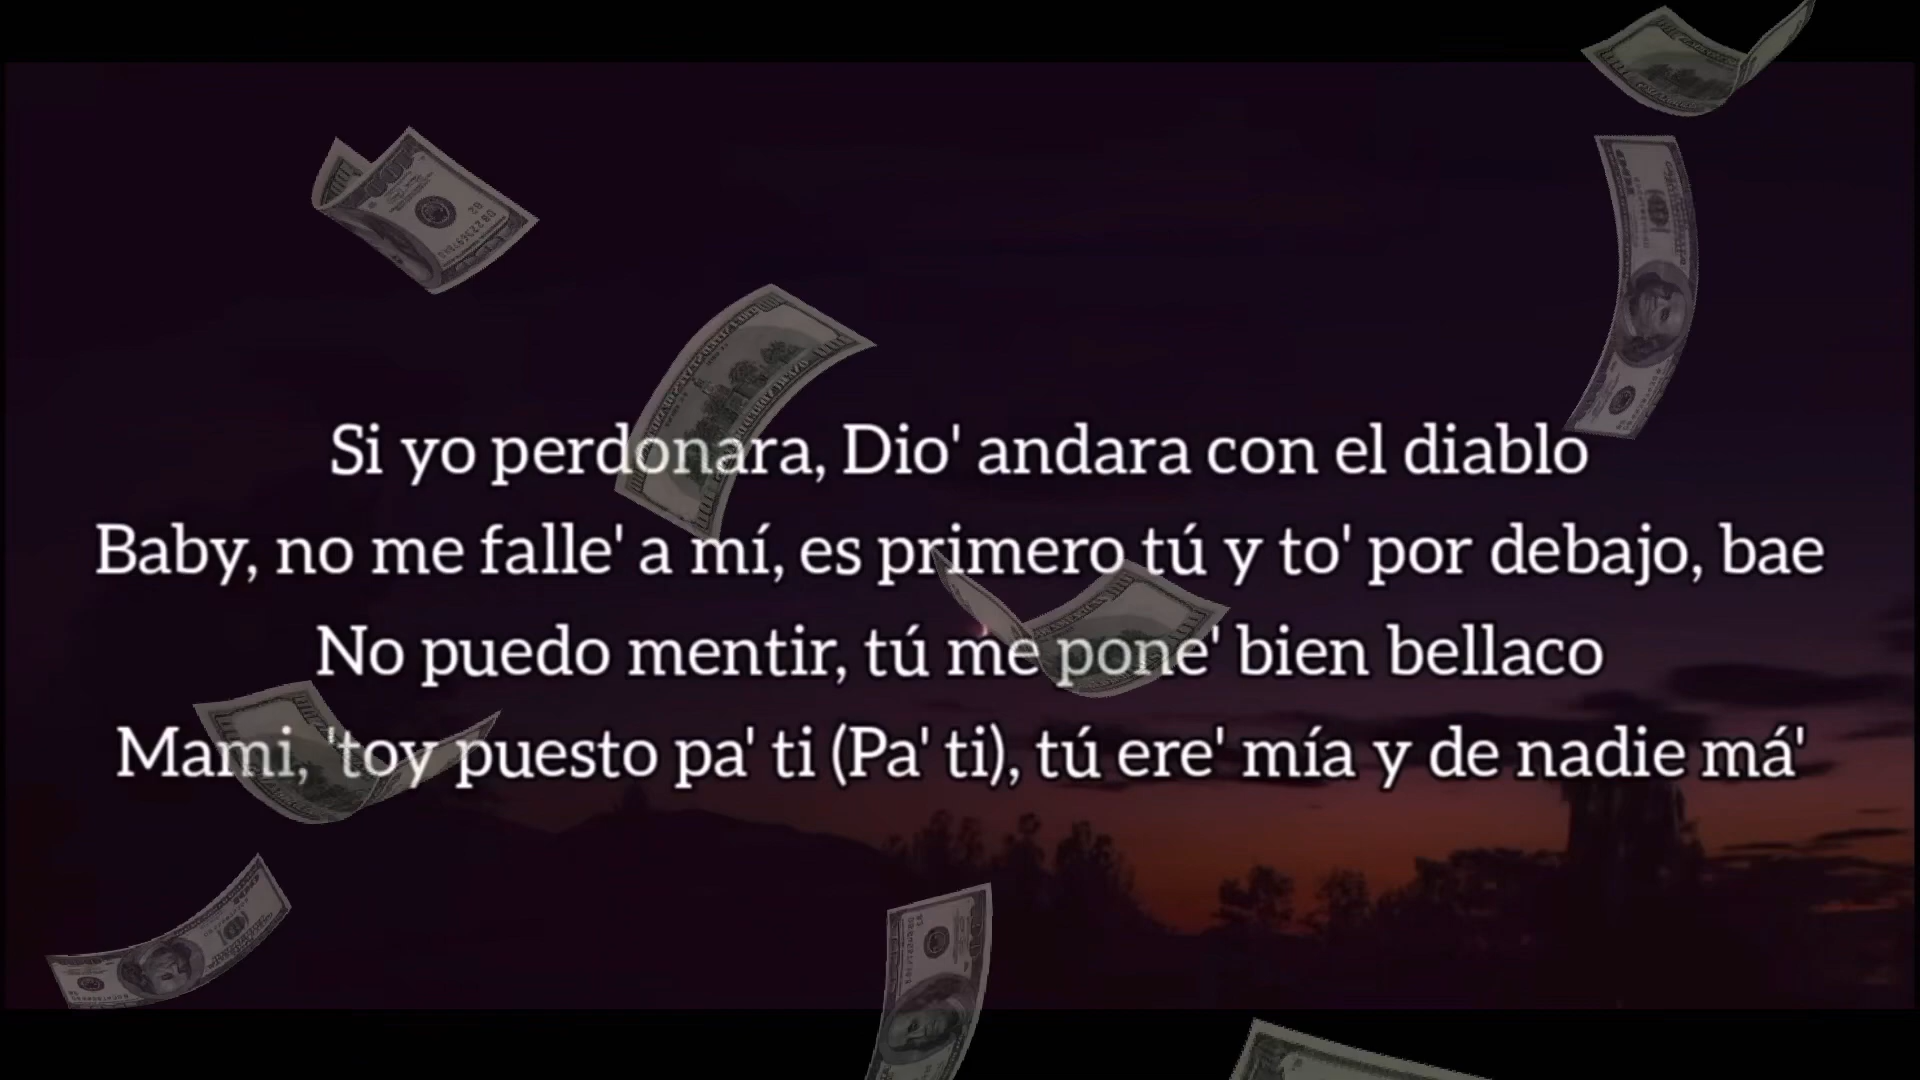 Si yo perdonara, Dio' andara con el diablo
Baby, no me falle' a mí, es primero tú y to' por debajo, bae
No puedo mentir, tú me pone' bien bellaco
Mami, 'toy puesto pa' ti (Pa' ti), tú ere' mía y de nadie má'